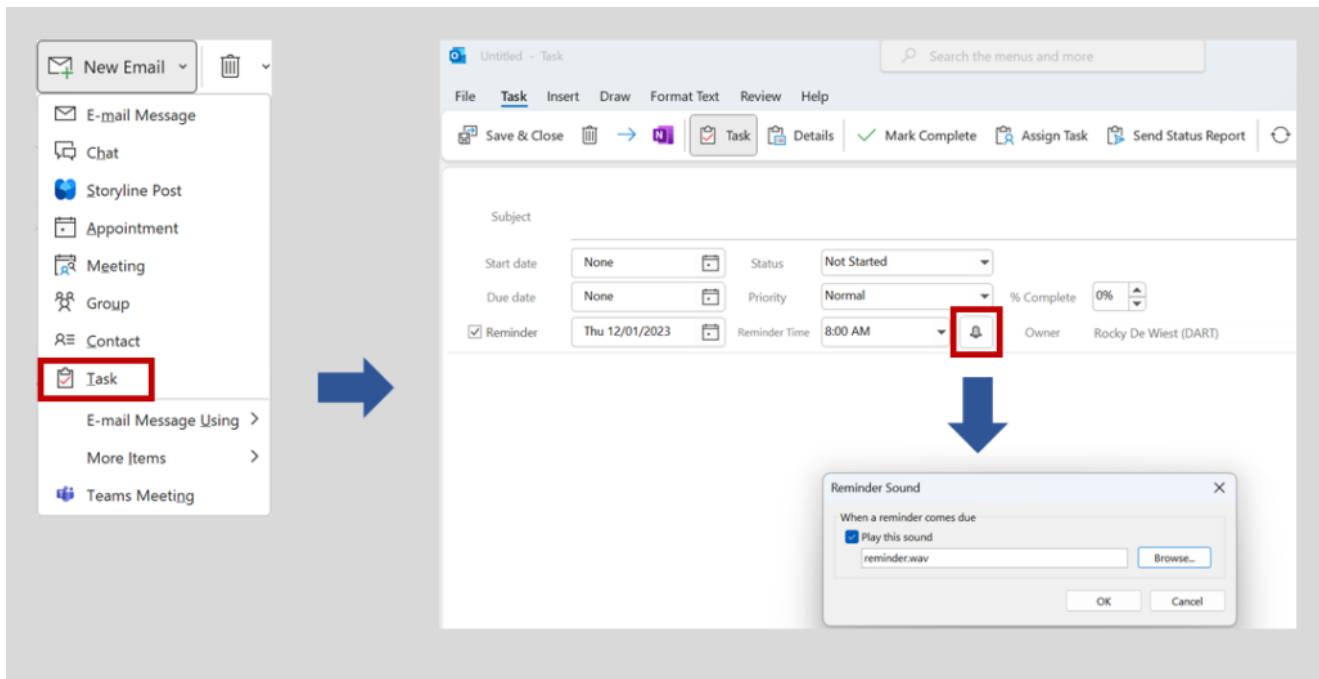 New Email
E-mail Message
Chat
Storyline Post
Appointment
Meeting
Group
Contact
Task
E-mail Message Using
More Items
Teams Meeting
Untitled - Task
Search the menus and more
File Task Insert Draw Format Text Review Help
Save & Close Task Details Mark Complete Assign Task Send Status Report
Subject
Start date None Status Not Started
Due date None Priority Normal % Complete 0%
Reminder Thu 12/01/2023 Reminder Time 8:00 AM Owner Rocky De Wiest (DART)
Reminder Sound
When a reminder comes due
Play this sound
reminder.wav Browse...
OK Cancel